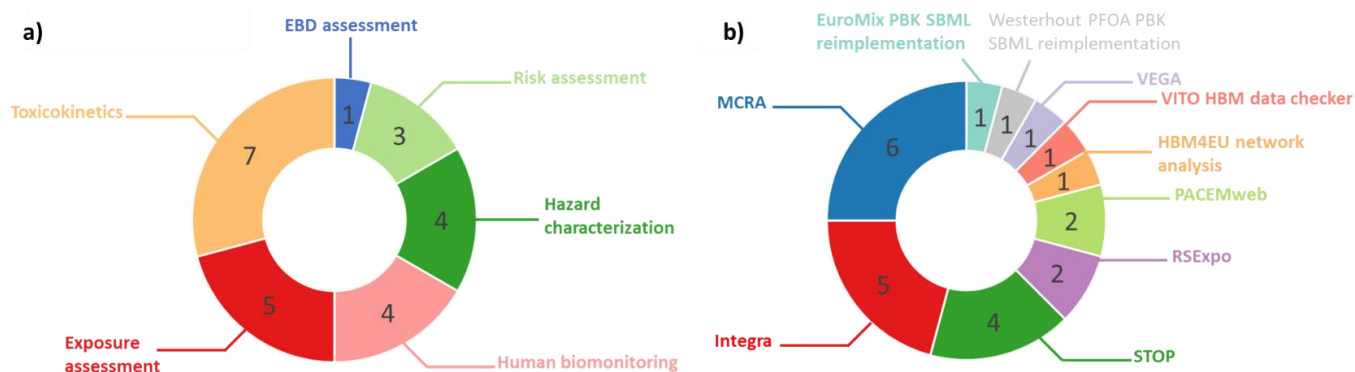 a)
EBD assessment
Risk assessment
Toxicokinetics
1
3
7
Hazard
characterization
4
5
4
Exposure
assessment
Human biomonitoring
b)
EuroMix PBK SBML
reimplementation
Westerhout PFOA PBK
SBML reimplementation
VEGA
MCRA
VITO HBM data checker
1
1
1
6
1
HBM4EU network
analysis
1
PACEMweb
2
RSExpo
2
5
4
Integra
STOP